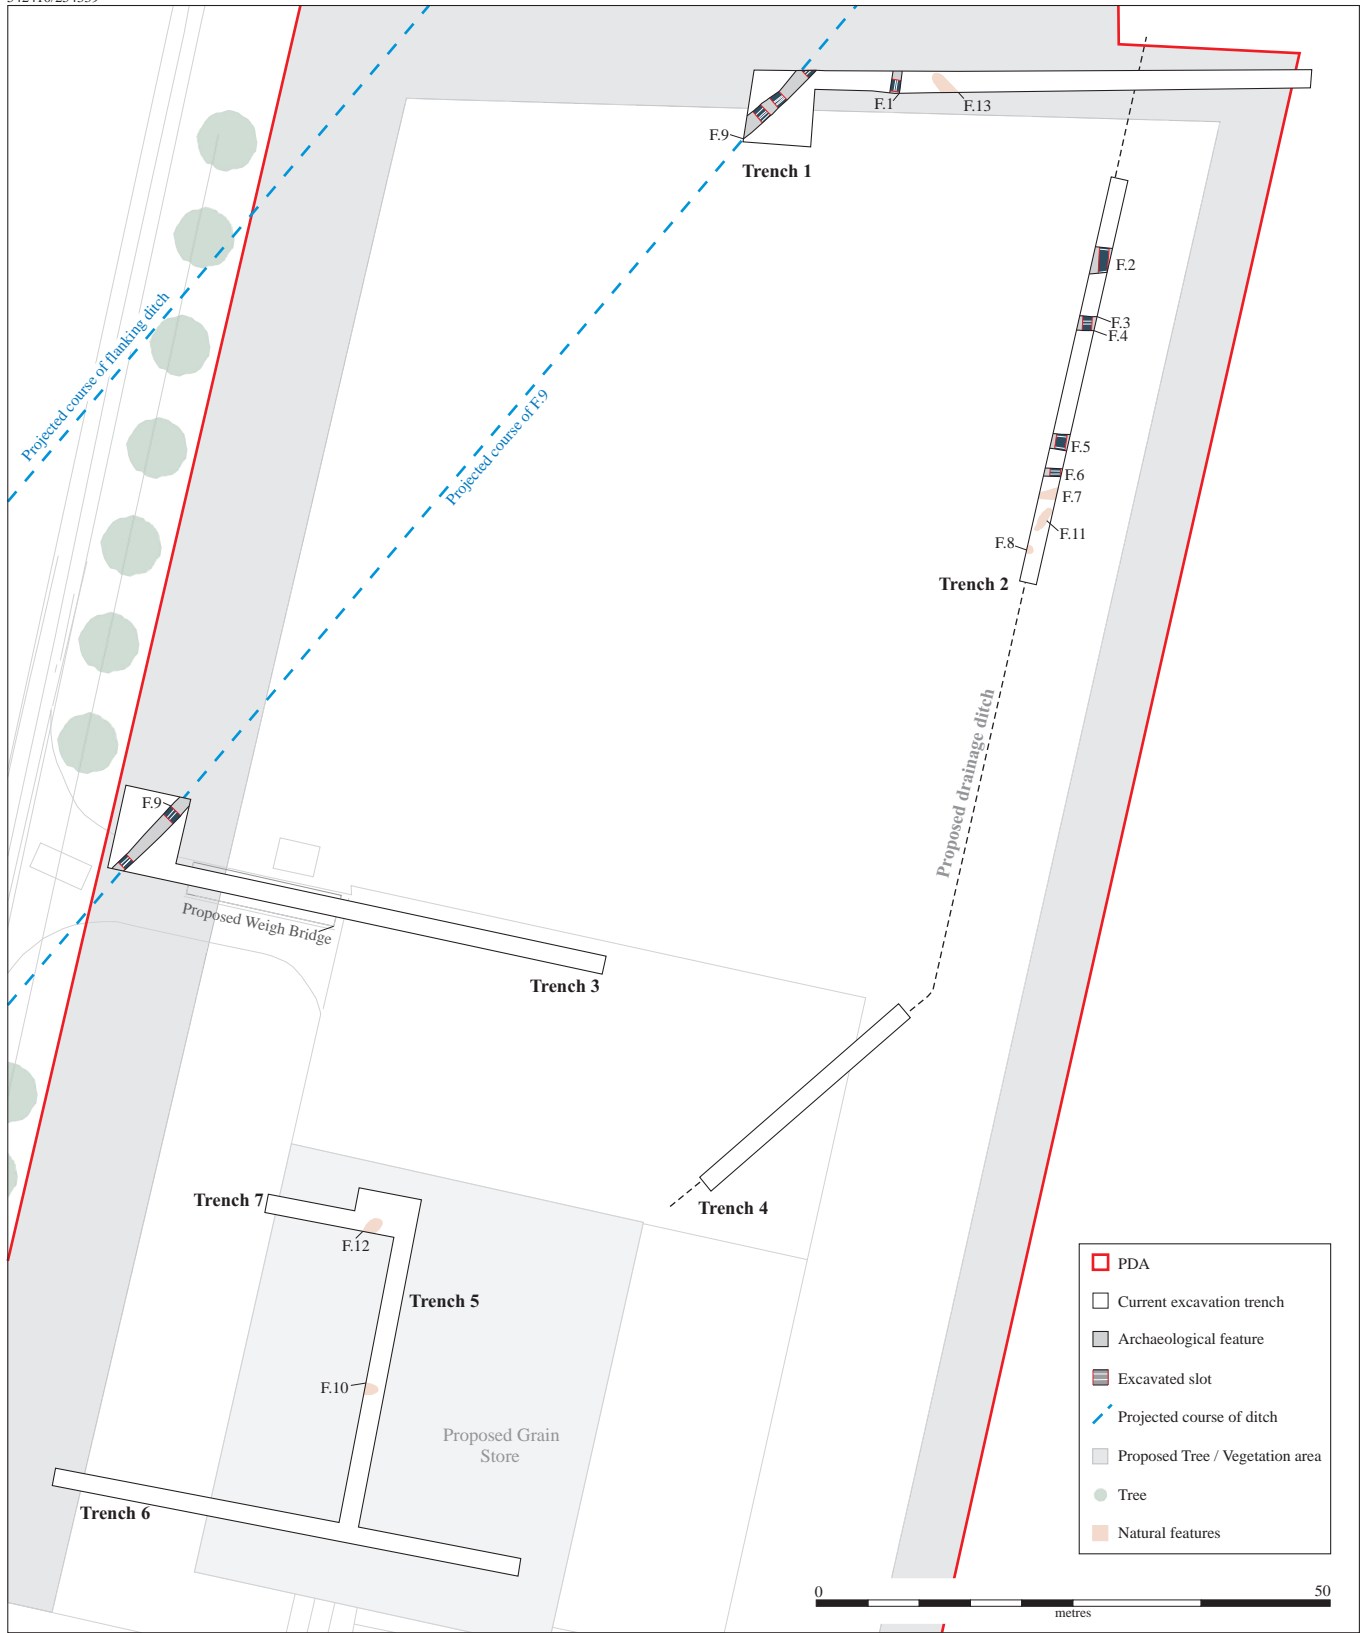 F.1
F.13
F.9
Trench 1
F.2
F.3
F.4
Projected course of flanking ditch
Projected course of F.9
F.5
F.6
F.7
F.11
F.8
Trench 2
Proposed drainage ditch
F.9
Proposed Weigh Bridge
Trench 3
Trench 7
Trench 4
F.12
Trench 5
F.10
Proposed Grain
Store
Trench 6
PDA
Current excavation trench
Archaeological feature
Excavated slot
Projected course of ditch
Proposed Tree / Vegetation area
Tree
Natural features
0
50
metres